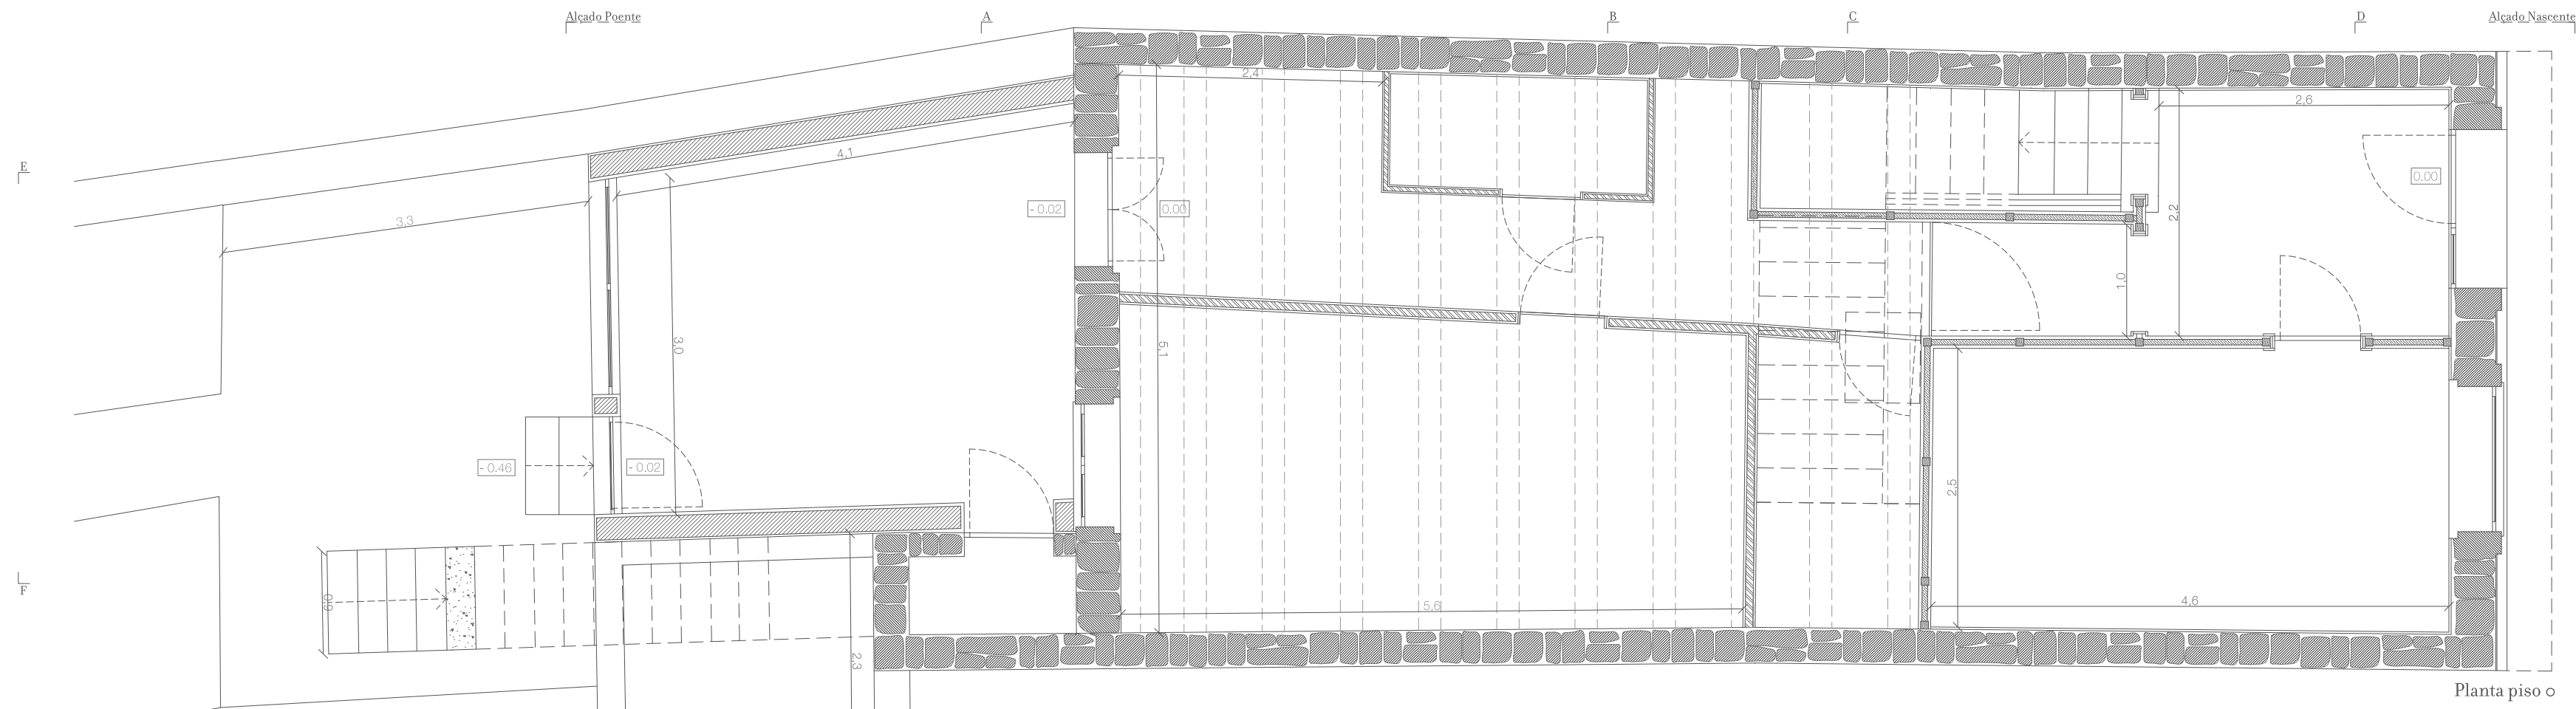 Alçado Poente
A
B
C
D
Alçado Nascente
2,4
2,6
4,1
E
0.00
- 0.02
0.00
2,2
3,3
1,0
3,0
5,1
- 0.46
- 0.02
2,5
F
0,9
5,6
4,6
2,3
Planta piso 0